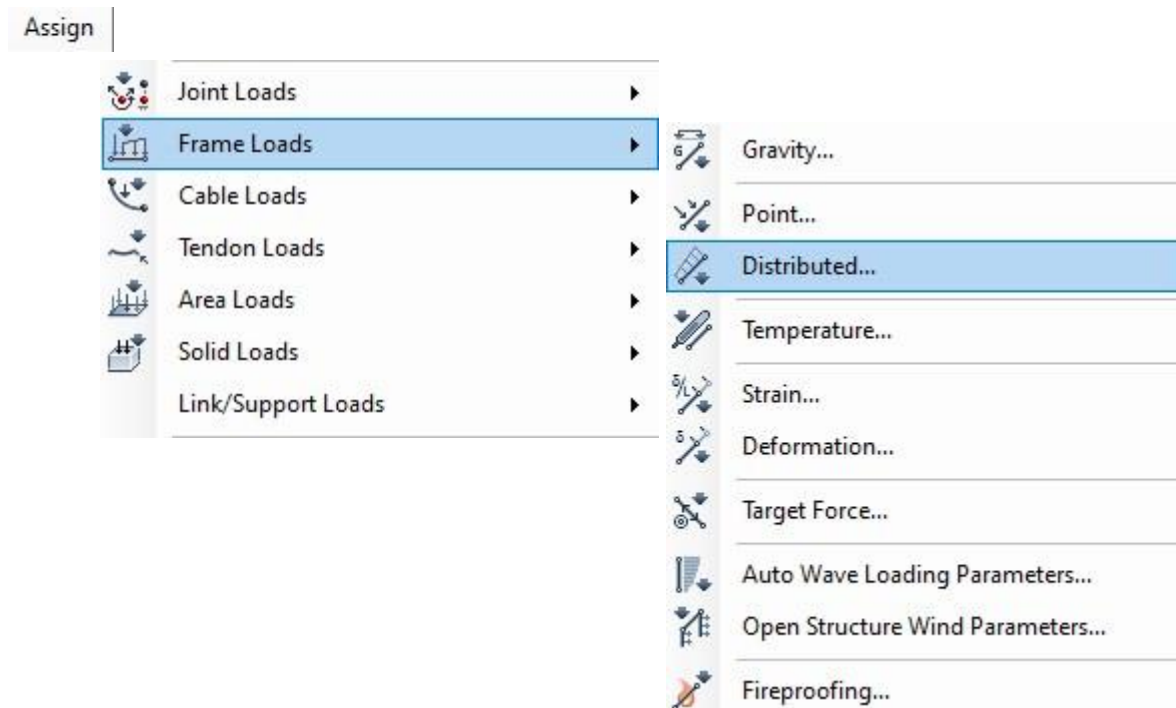 Assign
Joint Loads
Frame Loads
Cable Loads
Tendon Loads
Area Loads
Solid Loads
Link/Support Loads
Gravity...
Point...
Distributed...
Temperature...
Strain...
Deformation...
Target Force...
Auto Wave Loading Parameters...
Open Structure Wind Parameters...
Fireproofing...